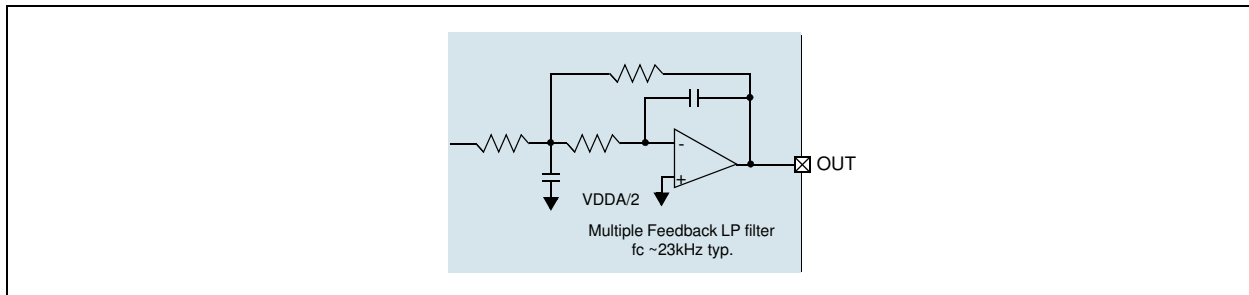 -
+
OUT
VDDA/2
Multiple Feedback LP filter
fc ~23kHz typ.